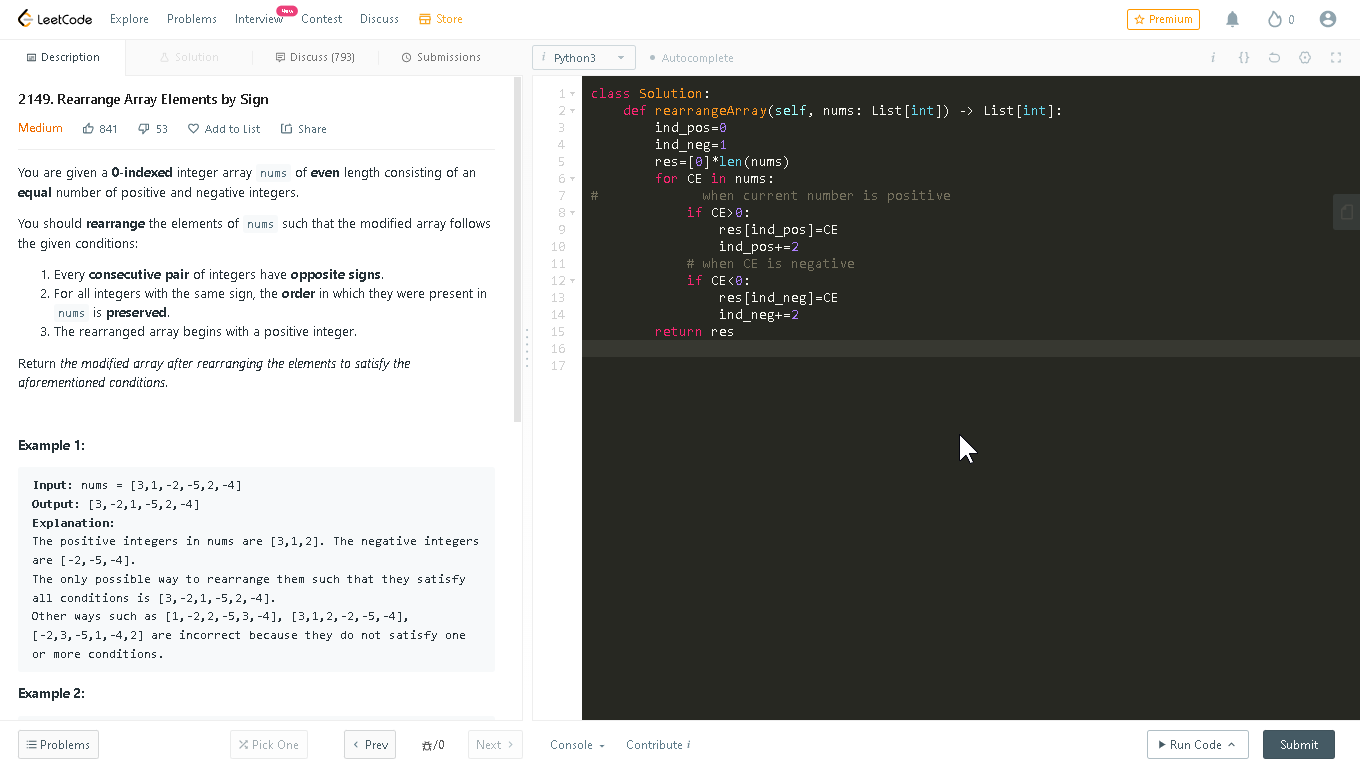 LeetCode Explore Problems Interview New Contest Discuss Store Premium 0
Description Solution Discuss (793) Submissions i Python3 Autocomplete i {}
2149. Rearrange Array Elements by Sign
Medium 841 53 Add to List Share
You are given a 0-indexed integer array nums of even length consisting of an
equal number of positive and negative integers.
You should rearrange the elements of nums such that the modified array follows
the given conditions:
1. Every consecutive pair of integers have opposite signs.
2. For all integers with the same sign, the order in which they were present in
nums is preserved.
3. The rearranged array begins with a positive integer.
Return the modified array after rearranging the elements to satisfy the
aforementioned conditions.
Example 1:
Input: nums = [3,1,-2,-5,2,-4]
Output: [3,-2,1,-5,2,-4]
Explanation:
The positive integers in nums are [3,1,2]. The negative integers
are [-2,-5,-4].
The only possible way to rearrange them such that they satisfy
all conditions is [3,-2,1,-5,2,-4].
Other ways such as [1,-2,2,-5,3,-4], [3,1,2,-2,-5,-4],
[-2,3,-5,1,-4,2] are incorrect because they do not satisfy one
or more conditions.
Example 2:
1 class Solution:
2 def rearrangeArray(self, nums: List[int]) -> List[int]:
3 ind_pos=0
4 ind_neg=1
5 res=[0]*len(nums)
6 for CE in nums:
7 # when current number is positive
8 if CE>0:
9 res[ind_pos]=CE
10 ind_pos+=2
11 # when CE is negative
12 if CE<0:
13 res[ind_neg]=CE
14 ind_neg+=2
15 return res
16
17
Problems Pick One Prev /0 Next Console Contribute i Run Code Submit